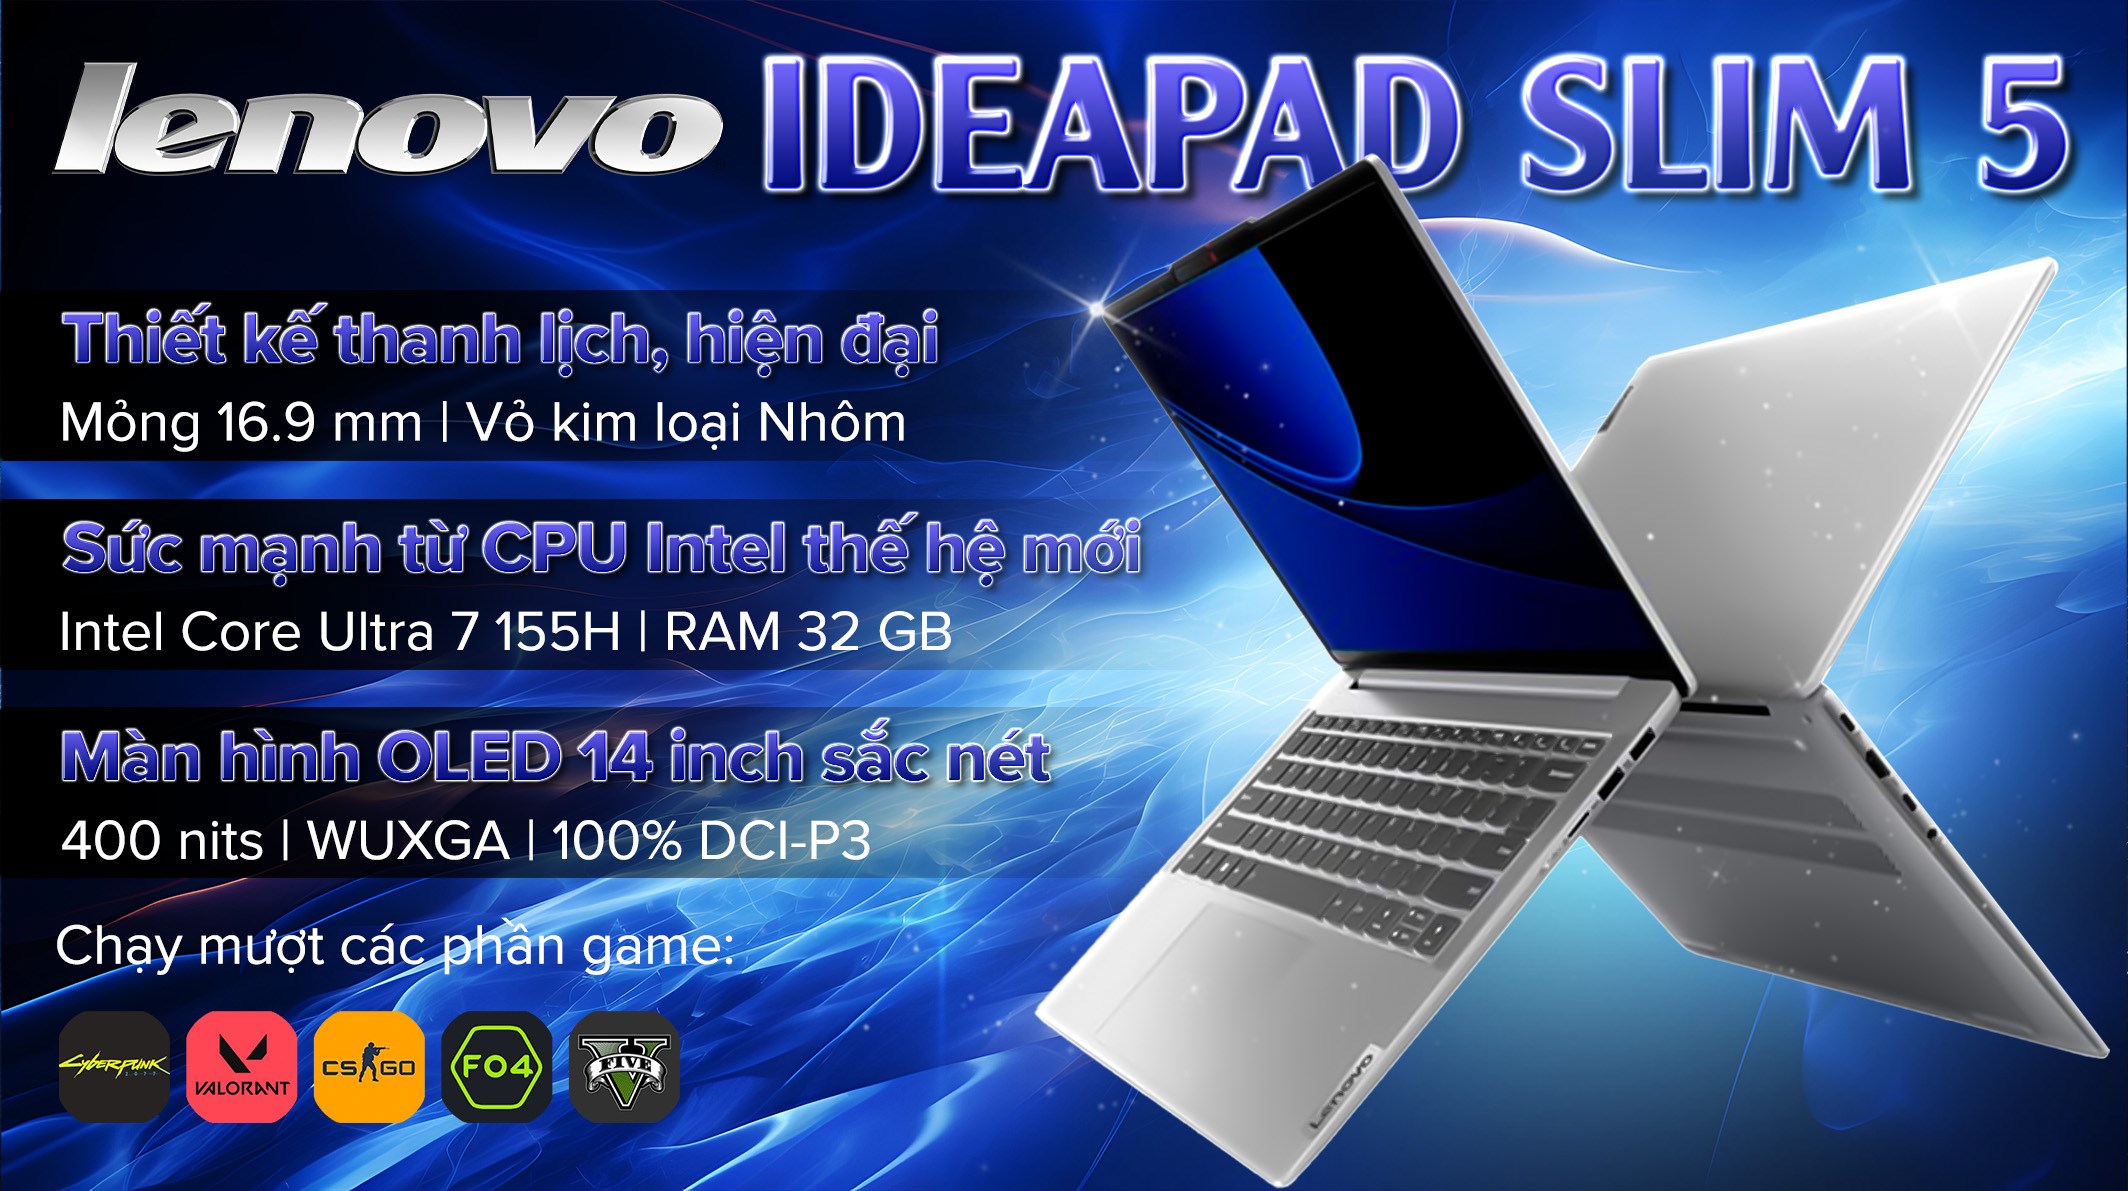 lenovo IDEAPAD SLIM 5
Thiết kế thanh lịch, hiện đại
Mỏng 16.9 mm | Vỏ kim loại Nhôm
Sức mạnh từ CPU Intel thế hệ mới
Intel Core Ultra 7 155H | RAM 32 GB
Màn hình OLED 14 inch sắc nét
400 nits | WUXGA | 100% DCI-P3
Chạy mượt các phần game:
CYBERPUNK
VALORANT
CS GO
FO4
V
FIVE
Lenovo